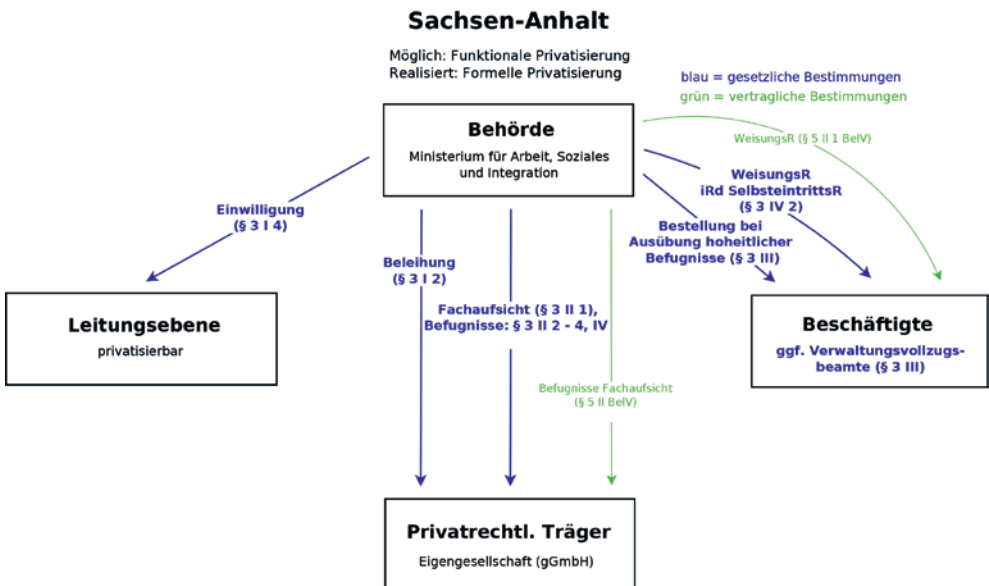 Sachsen-Anhalt
Möglich: Funktionale Privatisierung
Realisiert: Formelle Privatisierung
blau = gesetzliche Bestimmungen
grün = vertragliche Bestimmungen
Behörde
Ministerium für Arbeit, Soziales
und Integration
WeisungsR (§ 5 II 1 BelV)
WeisungsR
iRd SelbsteintrittsR
(§ 3 IV 2)
Einwilligung
(§ 3 I 4)
Bestellung bei
Ausübung hoheitlicher
Befugnisse (§ 3 III)
Beleihung
(§ 3 I 2)
Leitungsebene
privatisierbar
Fachaufsicht (§ 3 II 1),
Befugnisse: § 3 II 2 - 4, IV
Beschäftigte
ggf. Verwaltungsvollzugs-
beamte (§ 3 III)
Befugnisse Fachaufsicht
(§ 5 II BelV)
Privatrechtl. Träger
Eigengesellschaft (gGmbH)